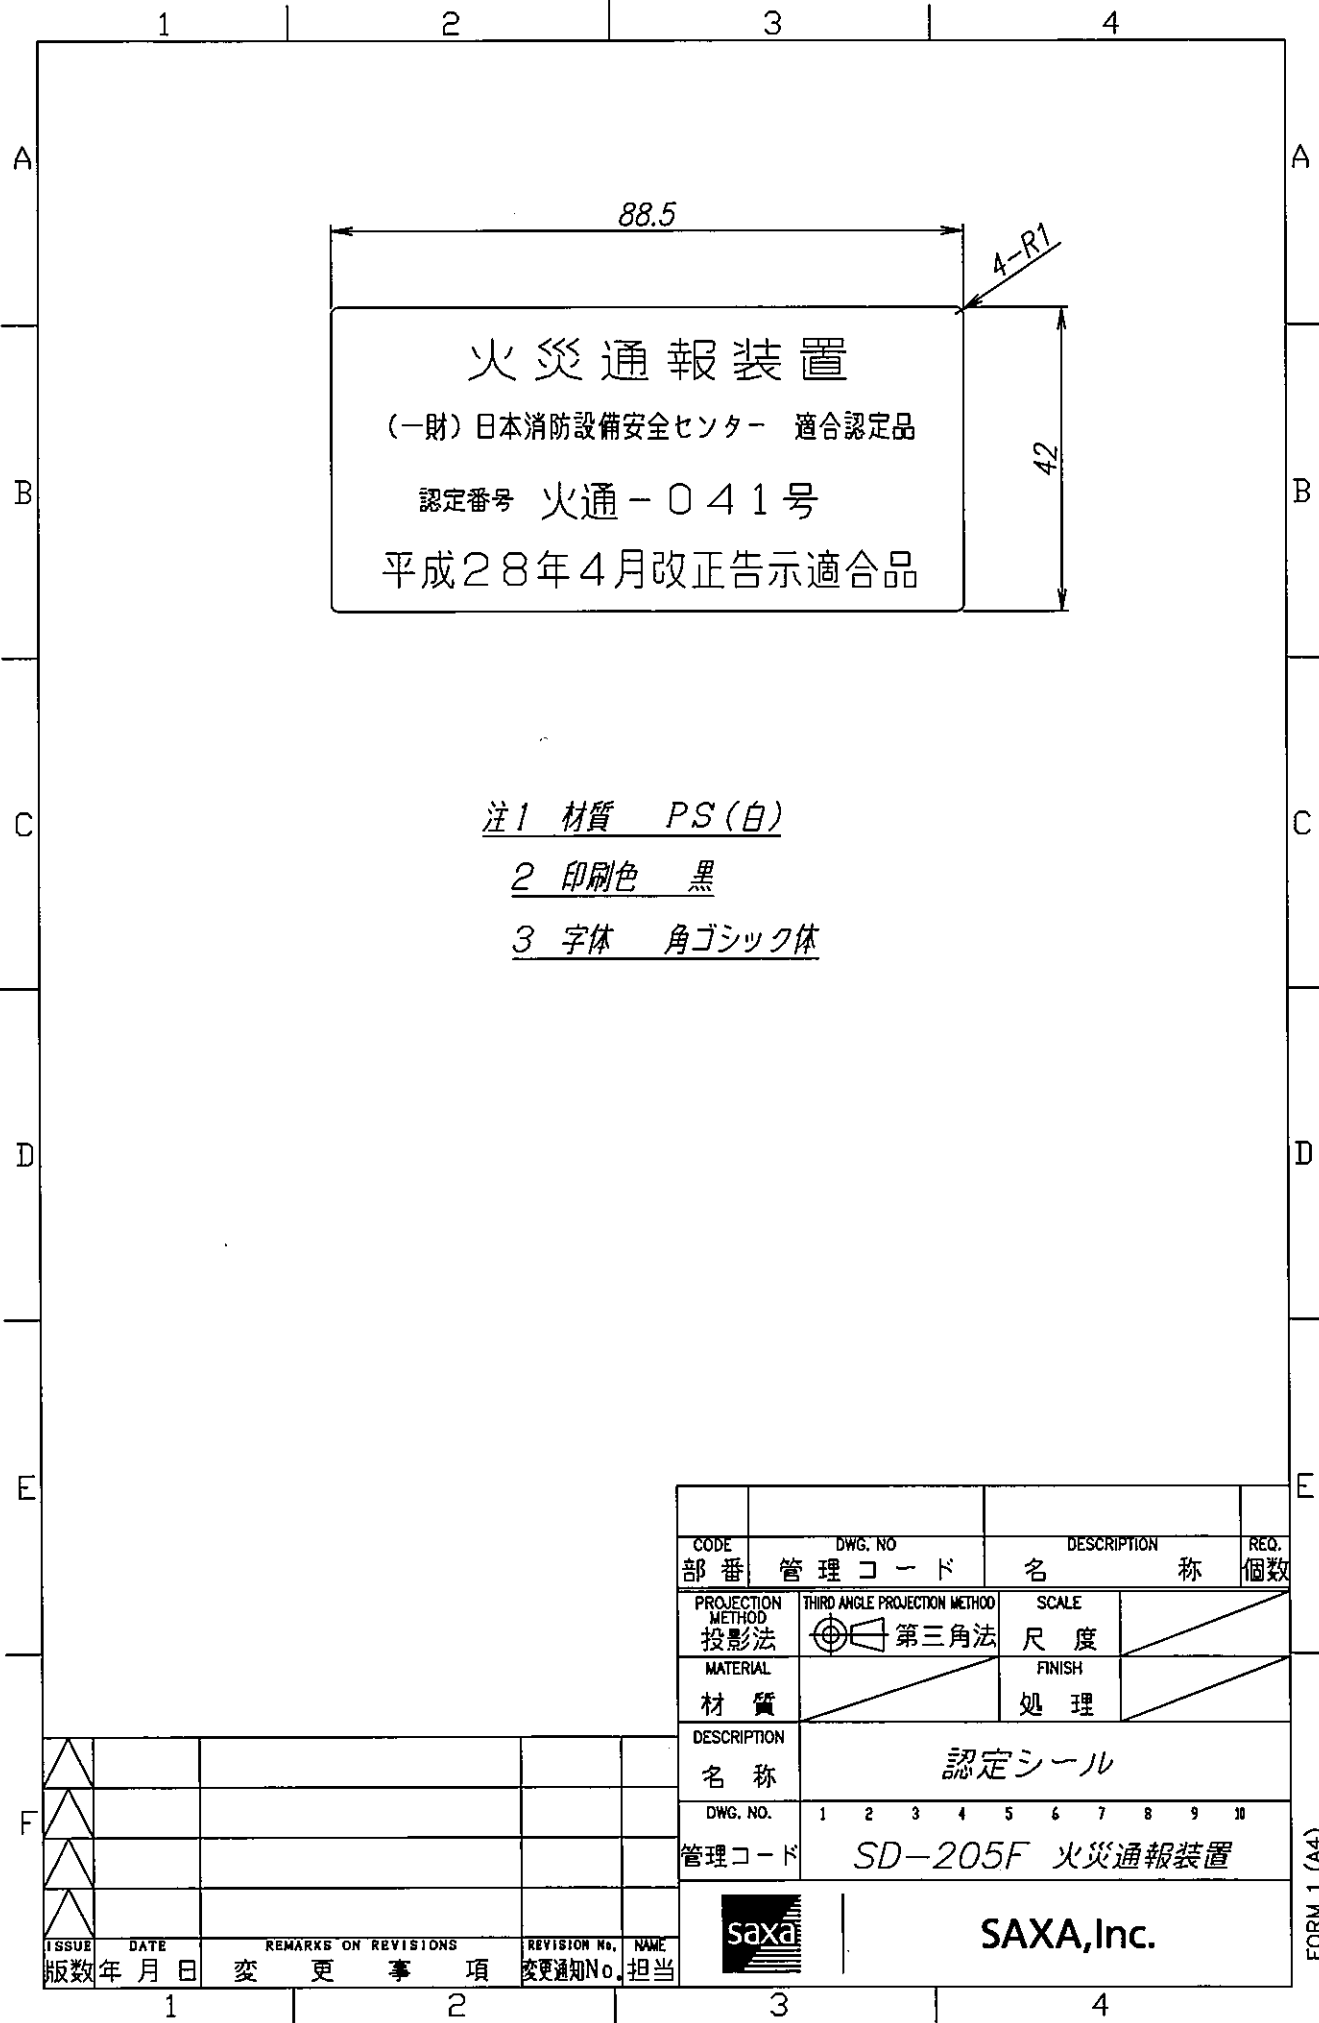 1 2 3 4
A A
88.5
4-R1
火災通報装置
(一財)日本消防設備安全センター 適合認定品
42
B B
認定番号 火通-041号
平成28年4月改正告示適合品
C C
注1 材質 PS(白)
2 印刷色 黒
3 字体 角ゴシック体
D D
E E
CODE DWG. NO DESCRIPTION REQ.
部番 管理コード 名称 個数
PROJECTION METHOD THIRD ANGLE PROJECTION METHOD SCALE
投影法 第三角法 尺度
MATERIAL FINISH
材質 処理
DESCRIPTION
名称 認定シール
F
DWG. NO. 1 2 3 4 5 6 7 8 9 10
管理コード SD-205F 火災通報装置
saxa SAXA,Inc.
FORM 1 (A4)
ISSUE DATE REMARKS ON REVISIONS REVISION No. NAME
版数 年月日 変更事項 変更通知No. 担当
1 2 3 4